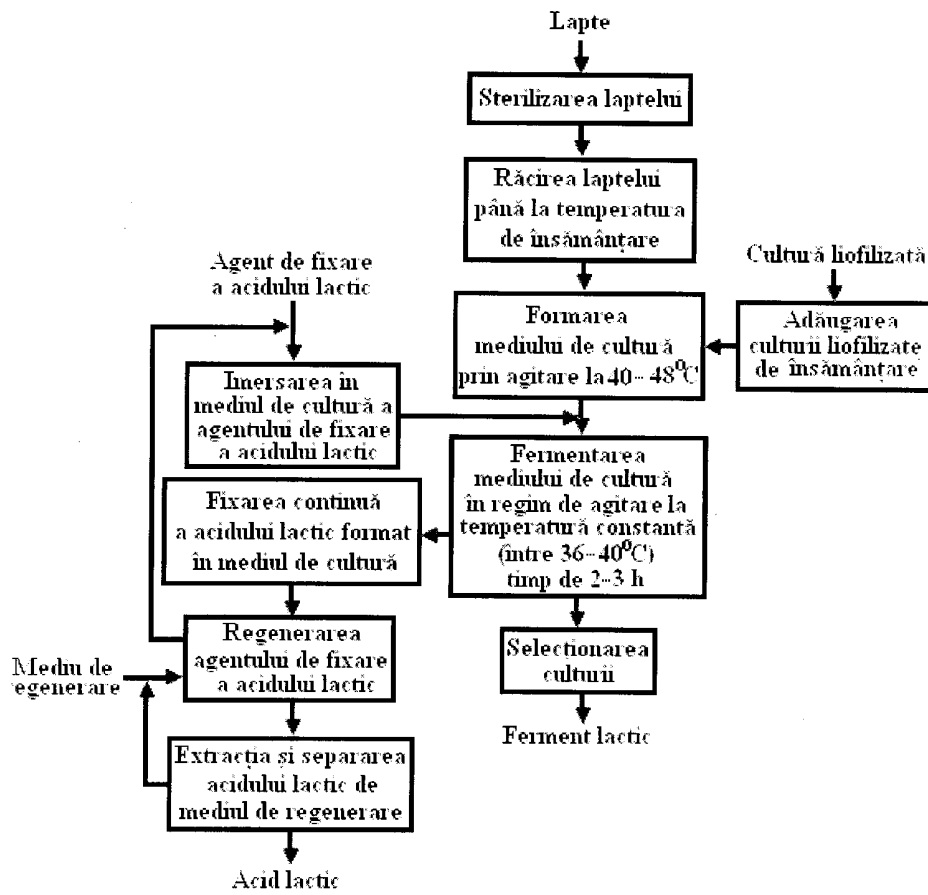 Lapte
Sterilizarea laptelui
Răcirea laptelui
până la temperatura
de însămânțare
Agent de fixare
a acidului lactic
Cultură liofilizată
Formarea
mediului de cultură
prin agitare la 40–48⁰C
Adăugarea
culturii liofilizate
de însămânțare
Imersarea în
mediul de cultură a
agentului de fixare
a acidului lactic
Fermentarea
mediului de cultură
în regim de agitare la
temperatură constantă
(între 36–40⁰C)
timp de 2–3 h
Fixarea continuă
a acidului lactic format
în mediul de cultură
Regenerarea
agentului de fixare
a acidului lactic
Selecționarea
culturii
Mediu de
regenerare
Ferment lactic
Extracția și separarea
acidului lactic de
mediul de regenerare
Acid lactic